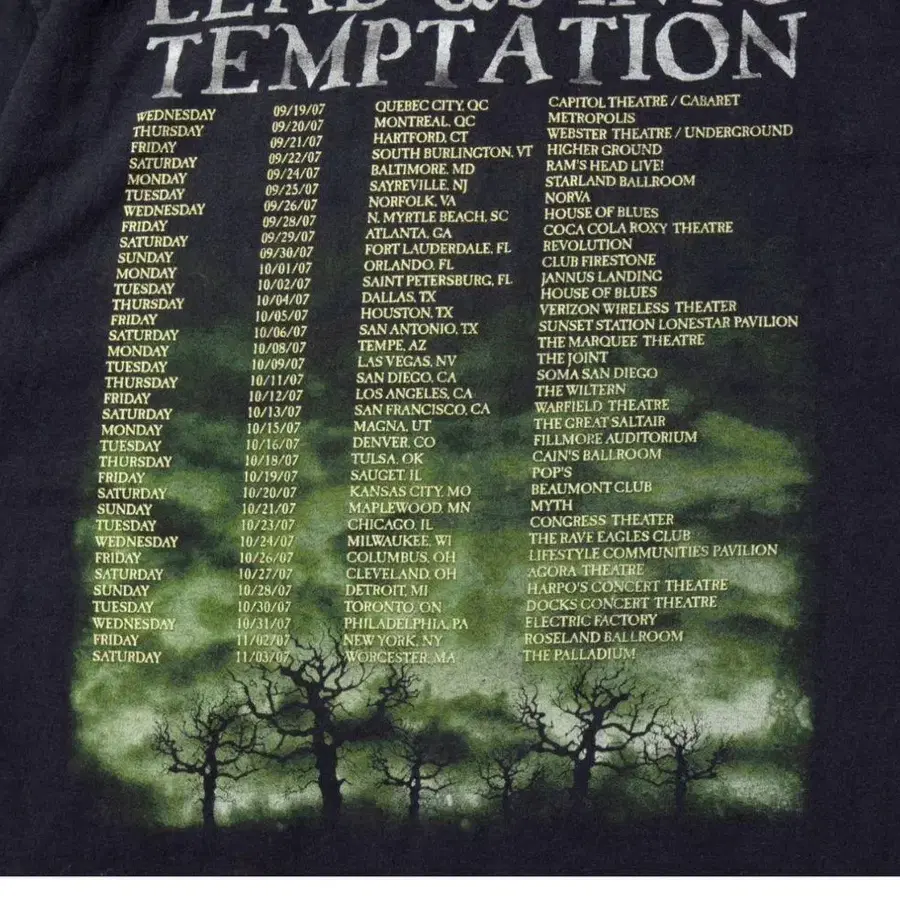 LEAD us INTO
TEMPTATION
WEDNESDAY 09/19/07 QUEBEC CITY, QC CAPITOL THEATRE / CABARET
THURSDAY 09/20/07 MONTREAL, QC METROPOLIS
FRIDAY 09/21/07 HARTFORD, CT WEBSTER THEATRE / UNDERGROUND
SATURDAY 09/22/07 SOUTH BURLINGTON, VT HIGHER GROUND
MONDAY 09/24/07 BALTIMORE, MD RAM'S HEAD LIVE!
TUESDAY 09/25/07 SAYREVILLE, NJ STARLAND BALLROOM
WEDNESDAY 09/26/07 NORFOLK, VA NORVA
FRIDAY 09/28/07 N. MYRTLE BEACH, SC HOUSE OF BLUES
SATURDAY 09/29/07 ATLANTA, GA COCA COLA ROXY THEATRE
SUNDAY 09/30/07 FORT LAUDERDALE, FL REVOLUTION
MONDAY 10/01/07 ORLANDO, FL CLUB FIRESTONE
TUESDAY 10/02/07 SAINT PETERSBURG, FL JANNUS LANDING
THURSDAY 10/04/07 DALLAS, TX HOUSE OF BLUES
FRIDAY 10/05/07 HOUSTON, TX VERIZON WIRELESS THEATER
SATURDAY 10/06/07 SAN ANTONIO, TX SUNSET STATION LONESTAR PAVILION
MONDAY 10/08/07 TEMPE, AZ THE MARQUEE THEATRE
TUESDAY 10/09/07 LAS VEGAS, NV THE JOINT
THURSDAY 10/11/07 SAN DIEGO, CA SOMA SAN DIEGO
FRIDAY 10/12/07 LOS ANGELES, CA THE WILTERN
SATURDAY 10/13/07 SAN FRANCISCO, CA WARFIELD THEATRE
MONDAY 10/15/07 MAGNA, UT THE GREAT SALTAIR
TUESDAY 10/16/07 DENVER, CO FILLMORE AUDITORIUM
THURSDAY 10/18/07 TULSA, OK CAIN'S BALLROOM
FRIDAY 10/19/07 SAUGET, IL POP'S
SATURDAY 10/20/07 KANSAS CITY, MO BEAUMONT CLUB
SUNDAY 10/21/07 MAPLEWOOD, MN MYTH
TUESDAY 10/23/07 CHICAGO, IL CONGRESS THEATER
WEDNESDAY 10/24/07 MILWAUKEE, WI THE RAVE EAGLES CLUB
FRIDAY 10/26/07 COLUMBUS, OH LIFESTYLE COMMUNITIES PAVILION
SATURDAY 10/27/07 CLEVELAND, OH AGORA THEATRE
SUNDAY 10/28/07 DETROIT, MI HARPO'S CONCERT THEATRE
TUESDAY 10/30/07 TORONTO, ON DOCKS CONCERT THEATRE
WEDNESDAY 10/31/07 PHILADELPHIA, PA ELECTRIC FACTORY
FRIDAY 11/02/07 NEW YORK, NY ROSELAND BALLROOM
SATURDAY 11/03/07 WORCESTER, MA THE PALLADIUM